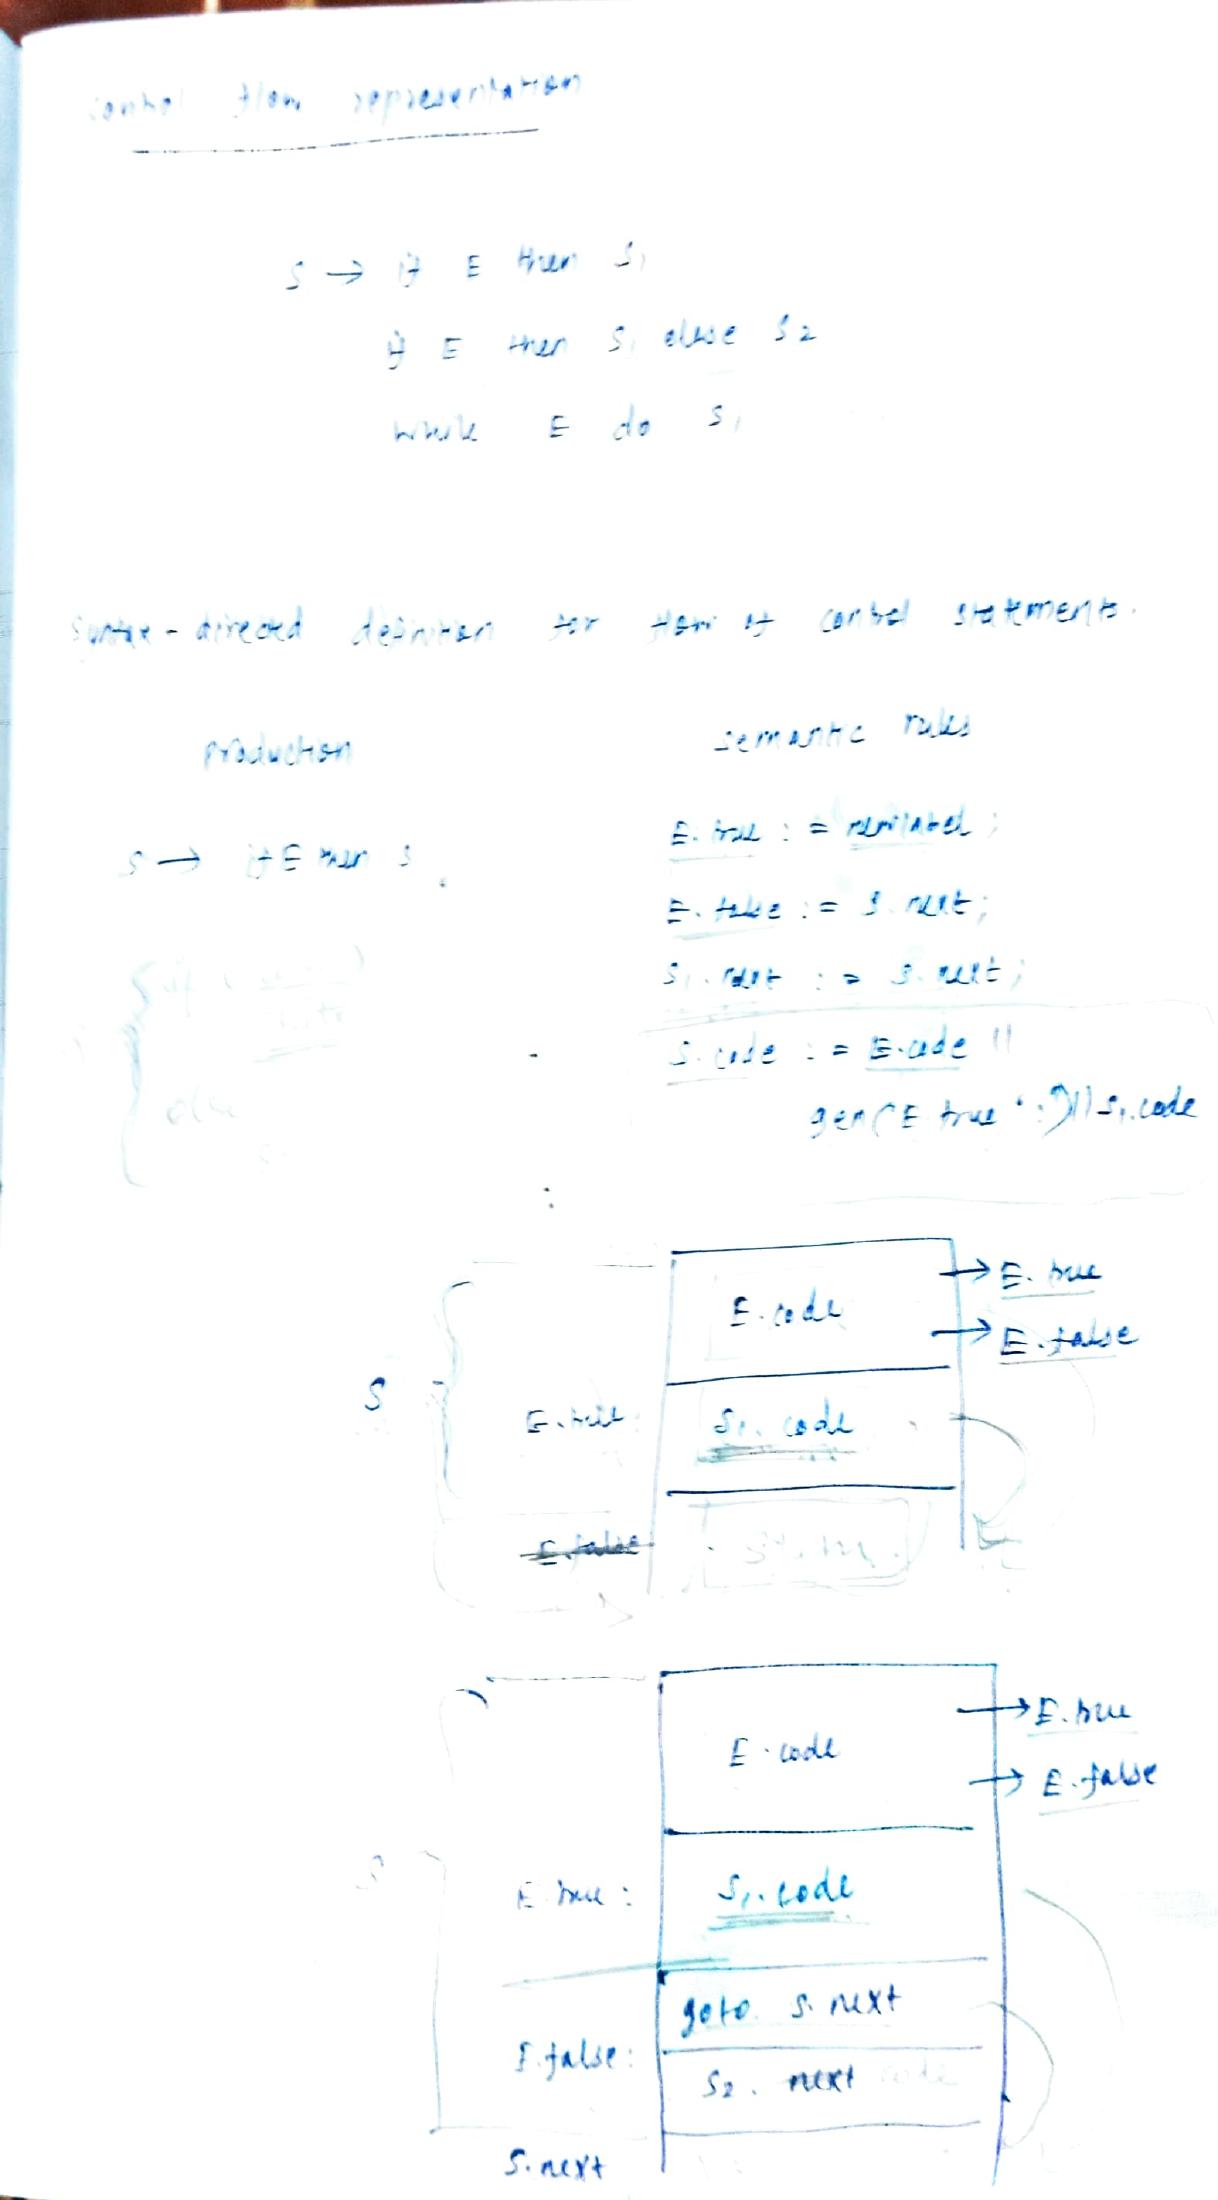 control flow representation
S → if E then S1
if E then S1 else S2
while E do S1
Syntax-directed definition for flow of control statements.
production semantic rules
S → if E then S1 E.true := newlabel;
E.false := S.next;
S1.next := S.next;
S.code := E.code ||
gen(E.true ':') || S1.code
if
else
E.code → E.true
→ E.false
S
E.true: S1.code
E.false
E.code → E.true
→ E.false
S
E.true: S1.code
goto S.next
E.false:
S2.next code
S.next